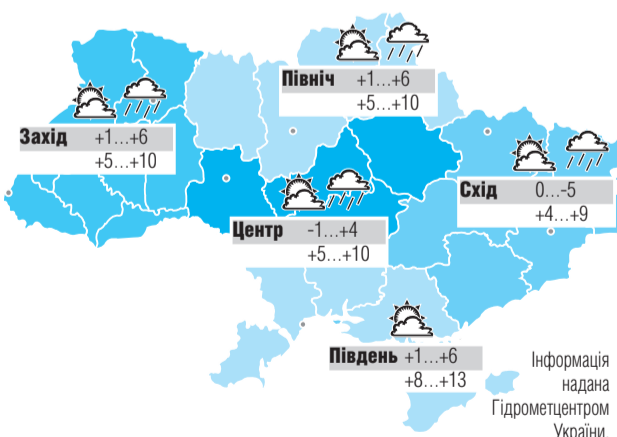 Північ +1...+6
+5...+10
Захід +1...+6
+5...+10
Схід 0...-5
+4...+9
Центр -1...+4
+5...+10
Південь +1...+6
+8...+13
Інформація
надана
Гідрометцентром
України.